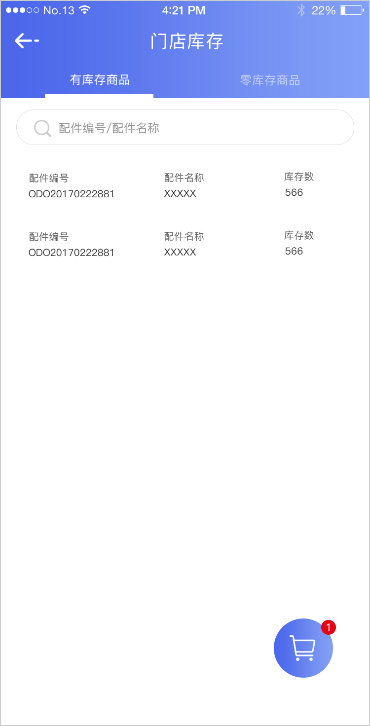 No.13 4:21 PM 22%
门店库存
有库存商品 零库存商品
配件编号/配件名称
配件编号 配件名称 库存数
ODO20170222881 XXXXX 566
配件编号 配件名称 库存数
ODO20170222881 XXXXX 566
1